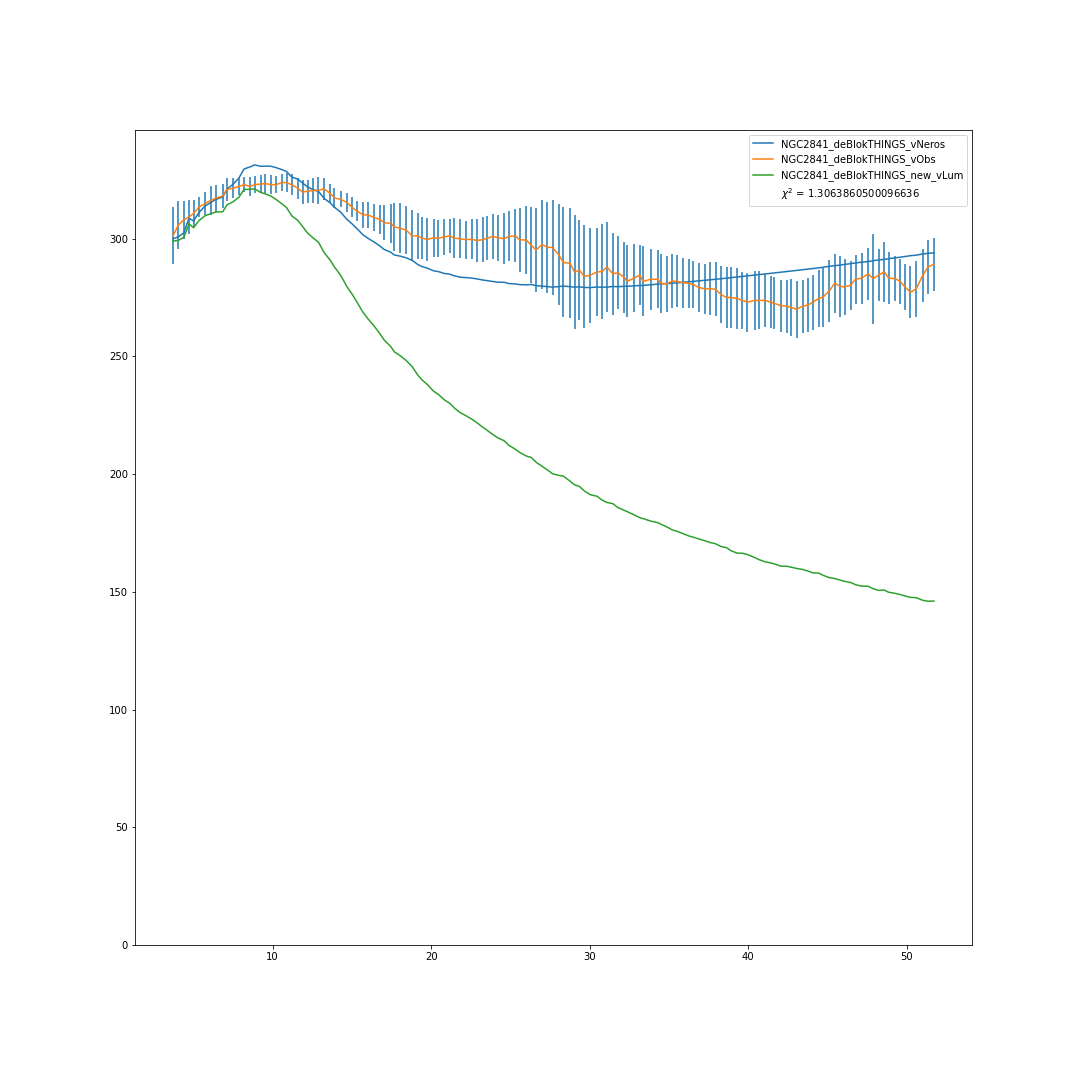 NGC2841_deBlokTHINGS_vNeros
NGC2841_deBlokTHINGS_vObs
NGC2841_deBlokTHINGS_new_vLum
χ² = 1.3063860500096636
300
250
200
150
100
50
0
10 20 30 40 50